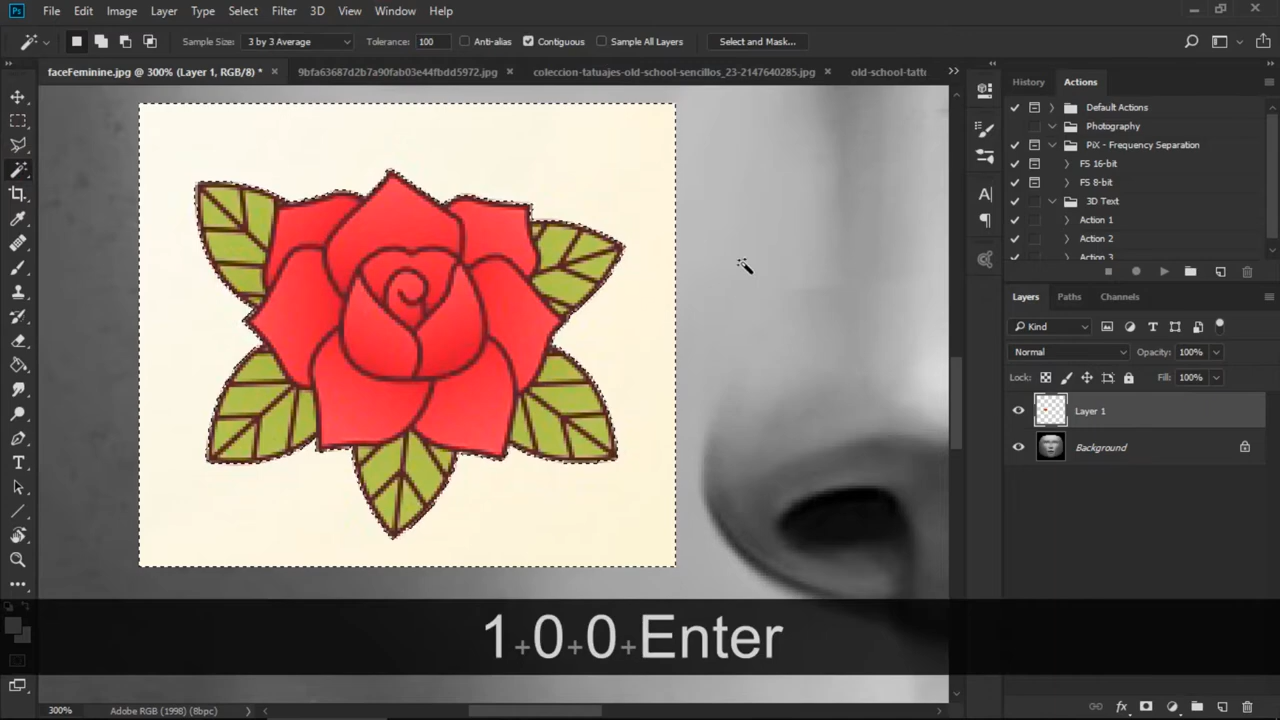 Ps File Edit Image Layer Type Select Filter 3D View Window Help
Sample Size: 3 by 3 Average Tolerance: 100 Anti-alias Contiguous Sample All Layers Select and Mask...
faceFeminine.jpg @ 300% (Layer 1, RGB/8) * × 9bfa63687d2b7a90fab03e44fbdd5972.jpg × coleccion-tatuajes-old-school-sencillos_23-2147640285.jpg × old-school-tatt
History Actions
Default Actions
Photography
PiX - Frequency Separation
FS 16-bit
FS 8-bit
3D Text
Action 1
Action 2
Action 3
Layers Paths Channels
Kind
Normal Opacity: 100%
Lock: Fill: 100%
Layer 1
Background
1+0+0+Enter
300% Adobe RGB (1998) (8bpc)